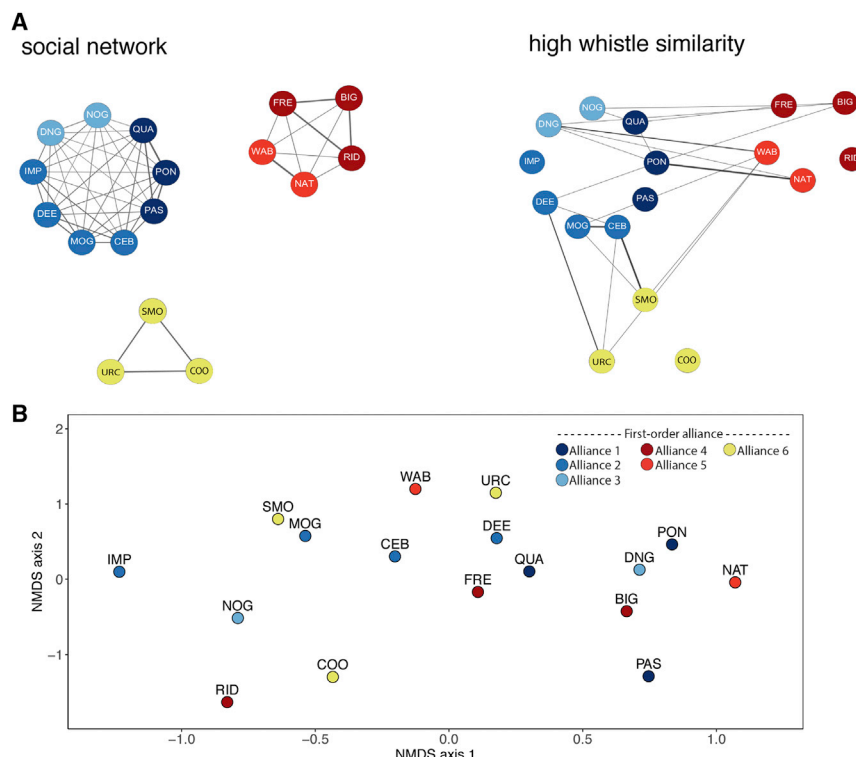 A
social network
high whistle similarity
NOG
DNG
QUA
IMP
PON
DEE
PAS
MOG
CEB
FRE
BIG
WAB
RID
NAT
SMO
URC
COO
NOG
DNG
QUA
FRE
BIG
IMP
PON
WAB
RID
NAT
DEE
PAS
MOG
CEB
SMO
URC
COO
B
First-order alliance
Alliance 1
Alliance 4
Alliance 6
Alliance 2
Alliance 5
Alliance 3
2
1
0
−1
NMDS axis 2
WAB
URC
SMO
MOG
DEE
CEB
PON
IMP
QUA
DNG
NAT
FRE
BIG
NOG
COO
PAS
RID
−1.0
−0.5
0.0
0.5
1.0
NMDS axis 1